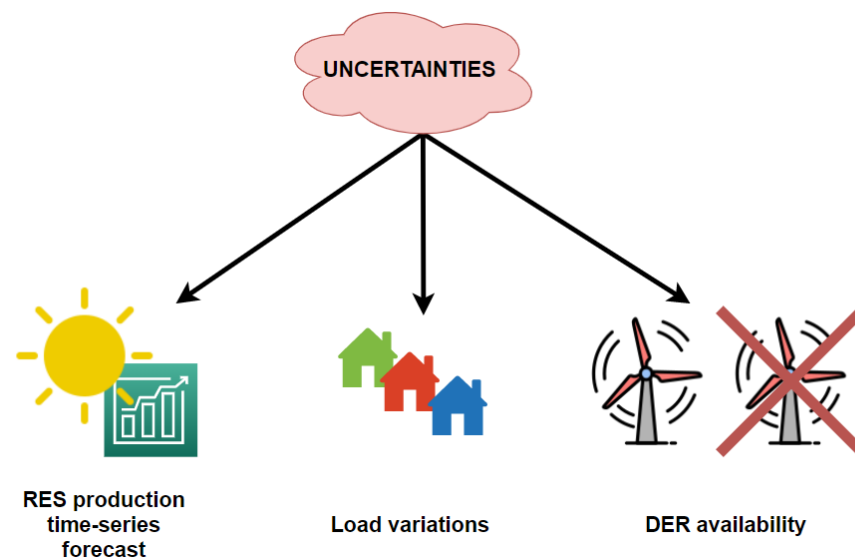 UNCERTAINTIES
RES production
time-series
forecast
Load variations
DER availability